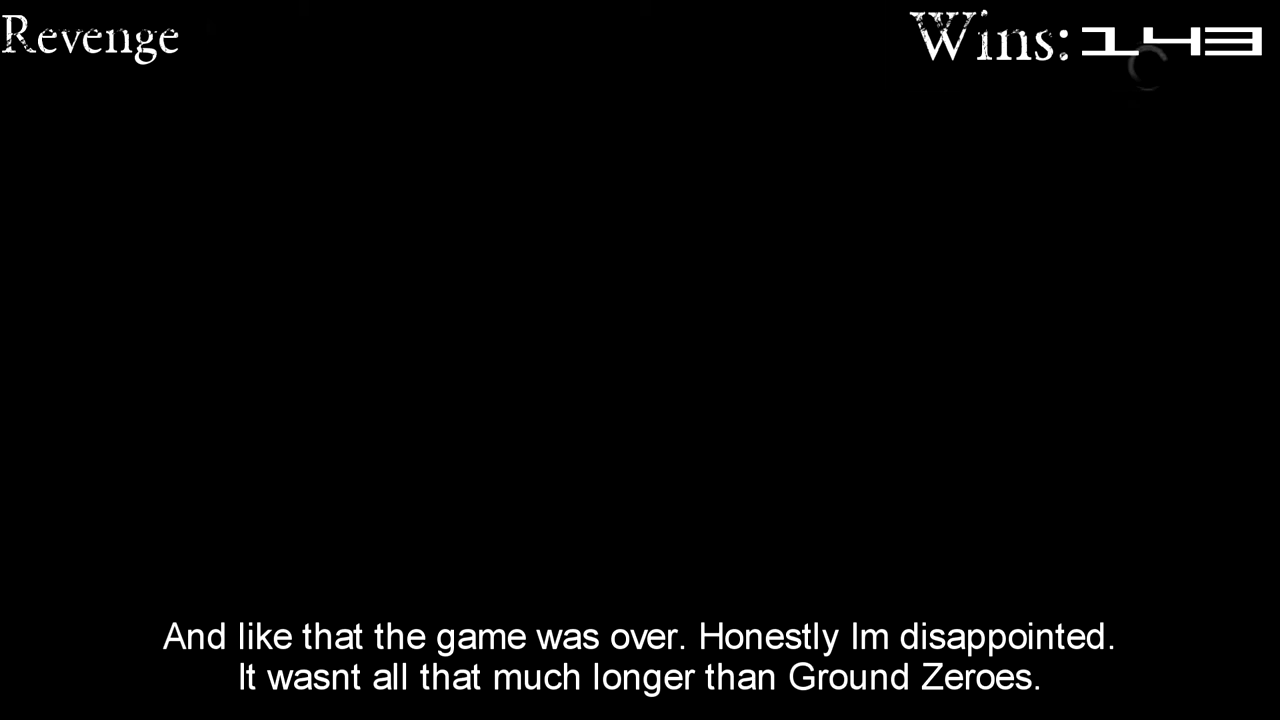 Revenge
Wins: 143
And like that the game was over. Honestly Im disappointed.
It wasnt all that much longer than Ground Zeroes.